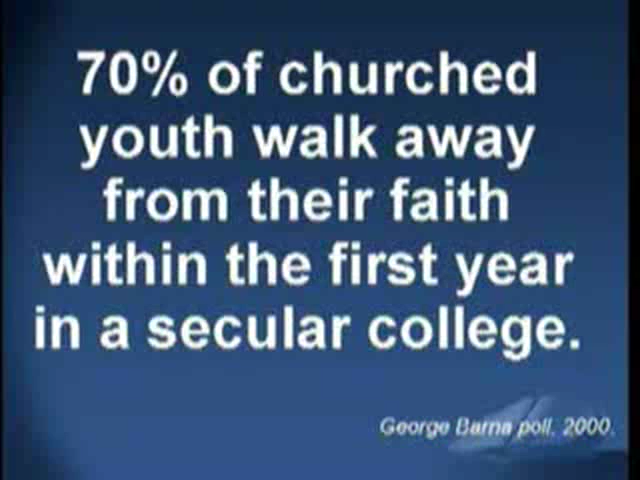 70% of churched
youth walk away
from their faith
within the first year
in a secular college.
George Barna poll, 2000.